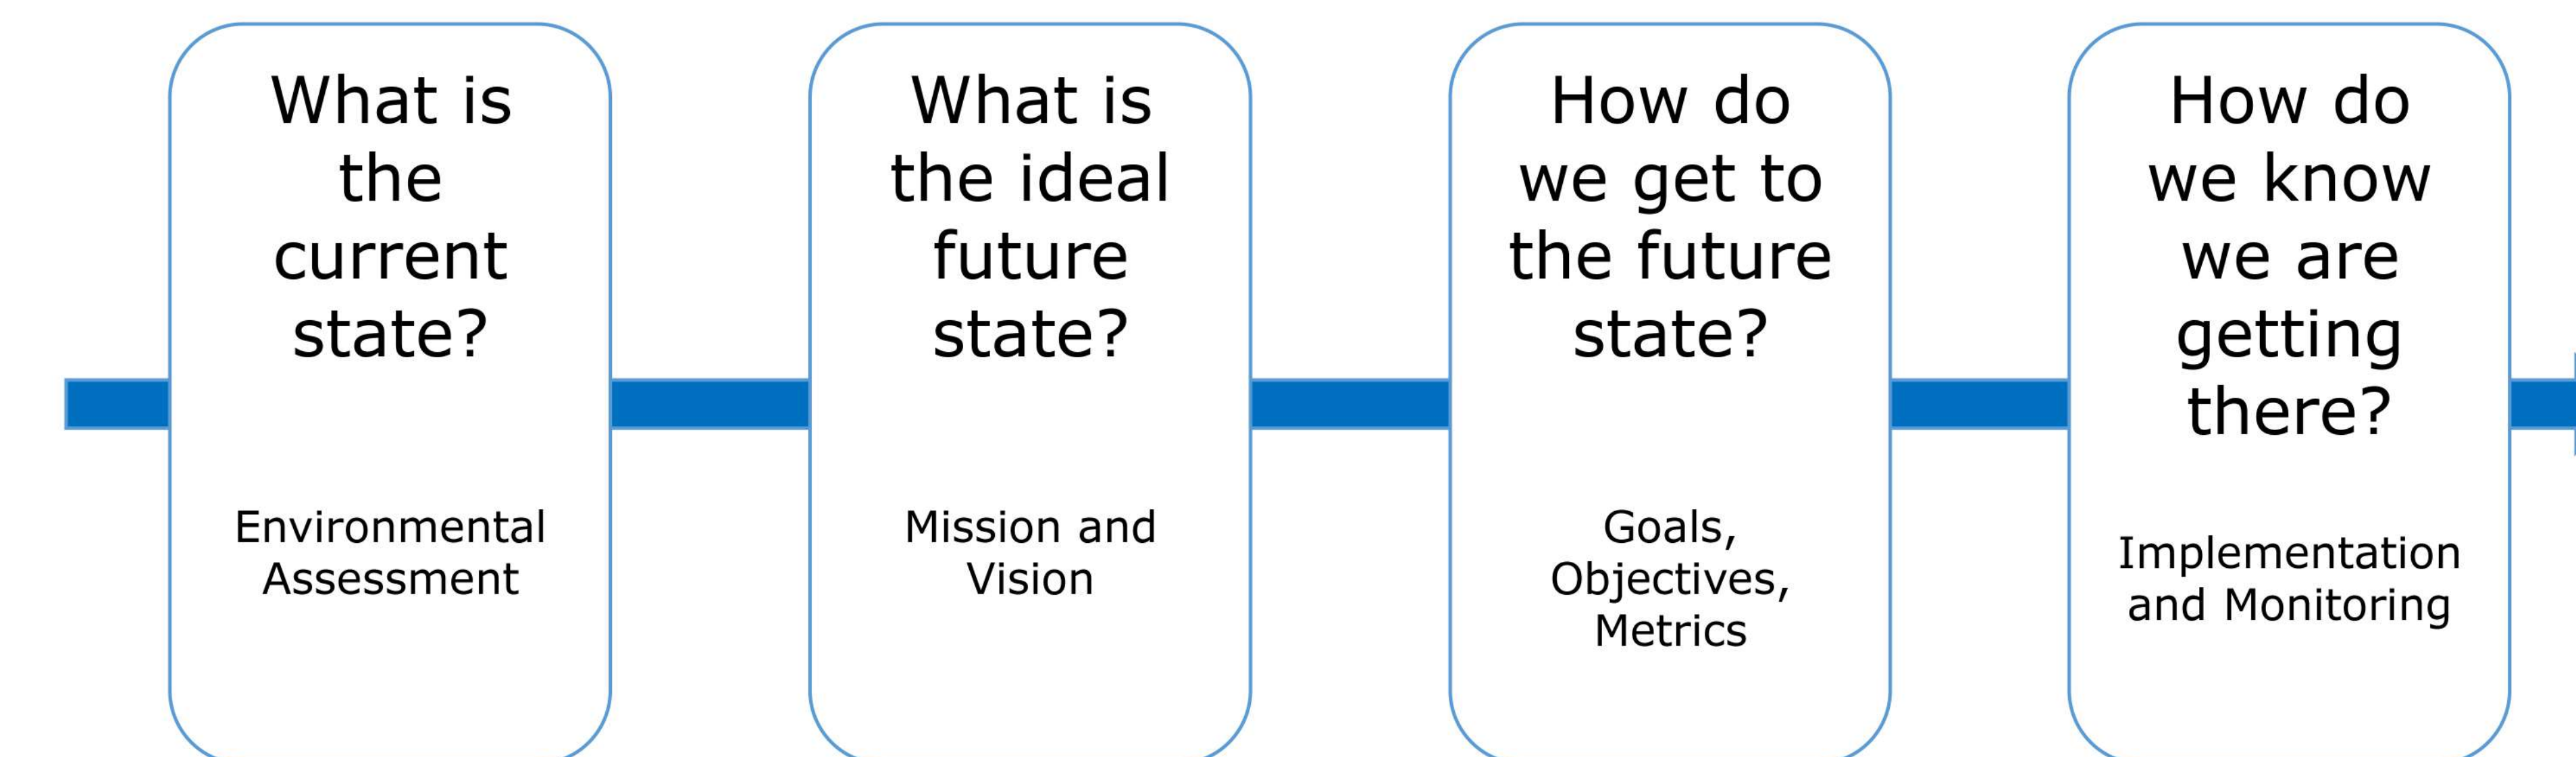 What is
the
current
state?
Environmental
Assessment
What is
the ideal
future
state?
Mission and
Vision
How do
we get to
the future
state?
Goals,
Objectives,
Metrics
How do
we know
we are
getting
there?
Implementation
and Monitoring